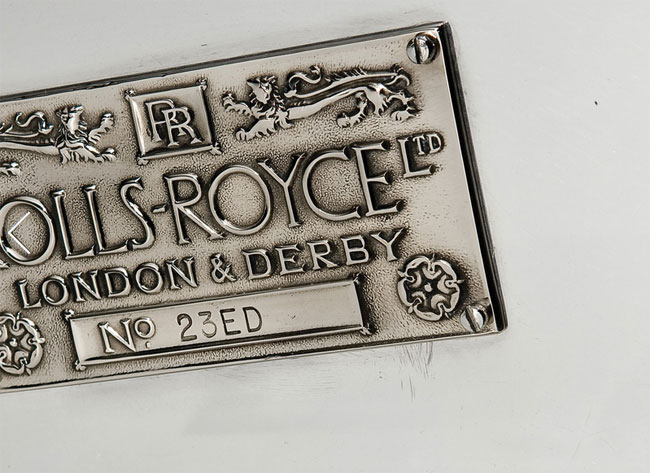 RR
ROLLS-ROYCE LTD
LONDON & DERBY
No 23ED